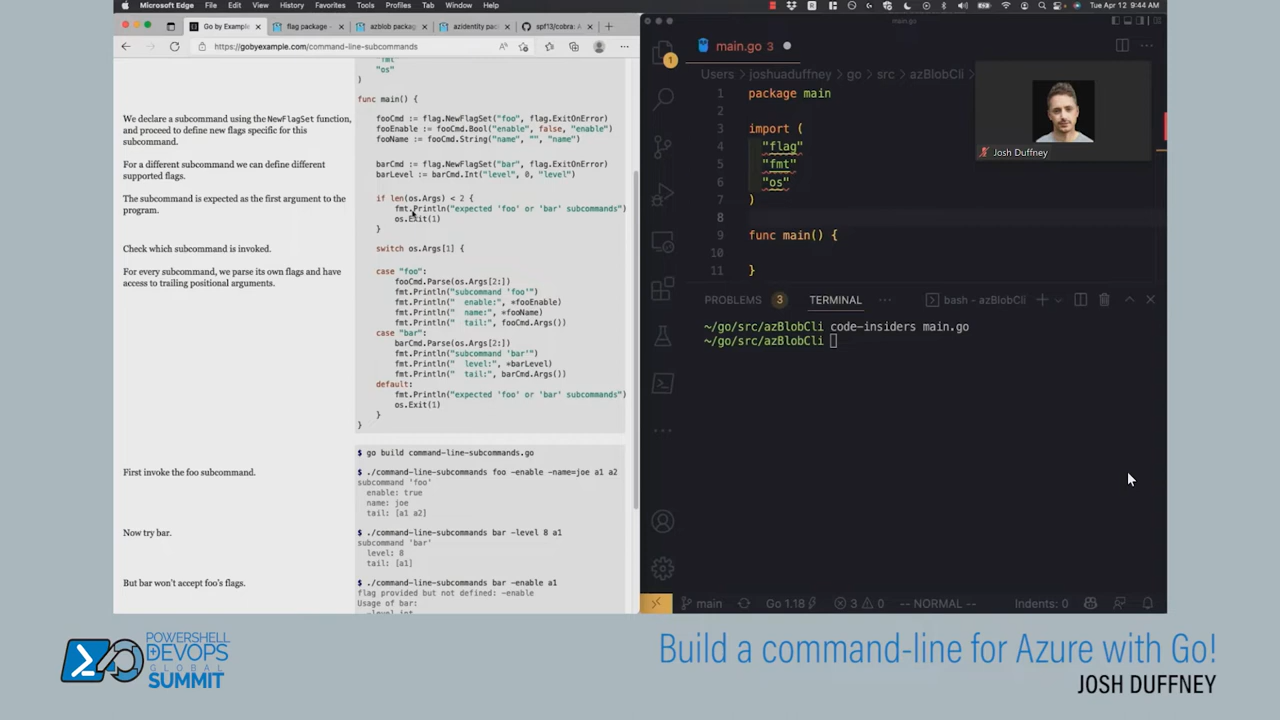 Microsoft Edge File Edit View History Favorites Tools Profiles Tab Window Help
Tue Apr 12 9:44 AM
Go by Example
flag package -
azblob packag
azidentity pack
spf13/cobra: A
https://gobyexample.com/command-line-subcommands
"fmt"
"os"
)
func main() {
We declare a subcommand using the NewFlagSet function, and proceed to define new flags specific for this subcommand.
fooCmd := flag.NewFlagSet("foo", flag.ExitOnError)
fooEnable := fooCmd.Bool("enable", false, "enable")
fooName := fooCmd.String("name", "", "name")
For a different subcommand we can define different supported flags.
barCmd := flag.NewFlagSet("bar", flag.ExitOnError)
barLevel := barCmd.Int("level", 0, "level")
The subcommand is expected as the first argument to the program.
if len(os.Args) < 2 {
fmt.Println("expected 'foo' or 'bar' subcommands")
os.Exit(1)
}
Check which subcommand is invoked.
switch os.Args[1] {
For every subcommand, we parse its own flags and have access to trailing positional arguments.
case "foo":
fooCmd.Parse(os.Args[2:])
fmt.Println("subcommand 'foo'")
fmt.Println("  enable:", *fooEnable)
fmt.Println("  name:", *fooName)
fmt.Println("  tail:", fooCmd.Args())
case "bar":
barCmd.Parse(os.Args[2:])
fmt.Println("subcommand 'bar'")
fmt.Println("  level:", *barLevel)
fmt.Println("  tail:", barCmd.Args())
default:
fmt.Println("expected 'foo' or 'bar' subcommands")
os.Exit(1)
}
}
$ go build command-line-subcommands.go
First invoke the foo subcommand.
$ ./command-line-subcommands foo -enable -name=joe a1 a2
subcommand 'foo'
enable: true
name: joe
tail: [a1 a2]
Now try bar.
$ ./command-line-subcommands bar -level 8 a1
subcommand 'bar'
level: 8
tail: [a1]
But bar won't accept foo's flags.
$ ./command-line-subcommands bar -enable a1
flag provided but not defined: -enable
Usage of bar:
-level int
main.go
main.go 3
Users joshuaduffney go src azBlobCli
1 package main
2
3 import (
4 "flag"
5 "fmt"
6 "os"
7 )
8
9 func main() {
10
11 }
Josh Duffney
1
PROBLEMS 3 TERMINAL ... bash - azBlobCli
~/go/src/azBlobCli code-insiders main.go
~/go/src/azBlobCli
main Go 1.18 3 0 -- NORMAL -- Indents: 0
POWERSHELL
DEVOPS
GLOBAL
SUMMIT
Build a command-line for Azure with Go!
JOSH DUFFNEY